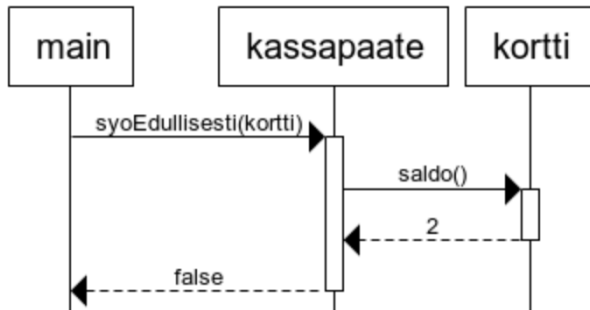 main
kassapaate
kortti
syoEdullisesti(kortti)
saldo()
2
false